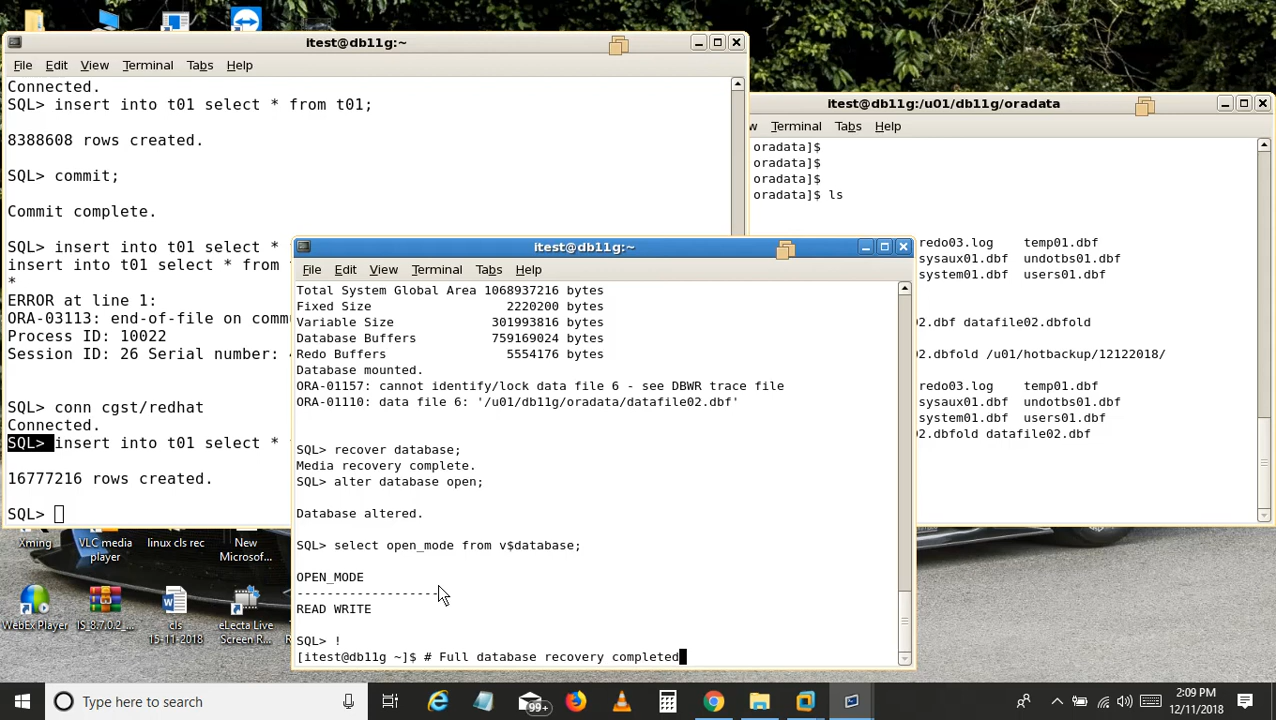 itest@db11g:~
File Edit View Terminal Tabs Help
Connected.
SQL> insert into t01 select * from t01;
8388608 rows created.
SQL> commit;
Commit complete.
SQL> insert into t01 select *
insert into t01 select * from
*
ERROR at line 1:
ORA-03113: end-of-file on
Process ID: 10022
Session ID: 26 Serial number:
SQL> conn cgst/redhat
Connected.
SQL> insert into t01 select *
16777216 rows created.
SQL>
itest@db11g:/u01/db11g/oradata
Terminal Tabs Help
oradata]$
oradata]$
oradata]$
oradata]$ ls
redo03.log temp01.dbf
sysaux01.dbf undotbs01.dbf
system01.dbf users01.dbf
02.dbf datafile02.dbfold
02.dbfold /u01/hotbackup/12122018/
redo03.log temp01.dbf
sysaux01.dbf undotbs01.dbf
system01.dbf users01.dbf
02.dbfold datafile02.dbf
itest@db11g:~
File Edit View Terminal Tabs Help
Total System Global Area 1068937216 bytes
Fixed Size 2220200 bytes
Variable Size 301993816 bytes
Database Buffers 759169024 bytes
Redo Buffers 5554176 bytes
Database mounted.
ORA-01157: cannot identify/lock data file 6 - see DBWR trace file
ORA-01110: data file 6: '/u01/db11g/oradata/datafile02.dbf'
SQL> recover database;
Media recovery complete.
SQL> alter database open;
Database altered.
SQL> select open_mode from v$database;
OPEN_MODE
--------------------
READ WRITE
SQL> !
[itest@db11g ~]$ # Full database recovery completed
Xming
VLC media player
linux cls rec
New Microsof...
WebEx Player
IS_8.7.0.2_...
cls 15-11-2018
eLecta Live Screen R...
Type here to search
99+
2:09 PM
12/11/2018